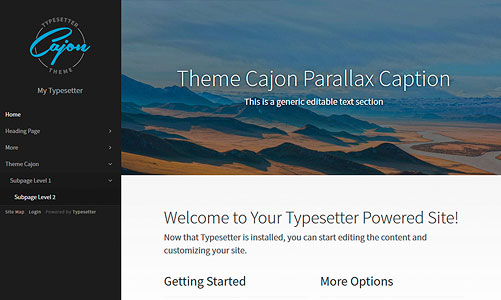 TYPESETTER
Cajon
THEME
My Typesetter
Home
Heading Page
More
Theme Cajon
Subpage Level 1
Subpage Level 2
Site Map Login Powered by Typesetter
Theme Cajon Parallax Caption
This is a generic editable text section
Welcome to Your Typesetter Powered Site!
Now that Typesetter is installed, you can start editing the content and
customizing your site.
Getting Started
More Options